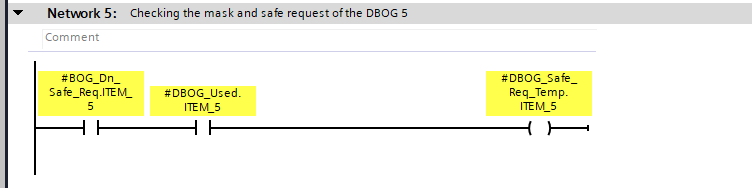 Network 5: Checking the mask and safe request of the DBOG 5
Comment
#BOG_Dn_
Safe_Req.ITEM_
5
#DBOG_Used.
ITEM_5
#DBOG_Safe_
Req_Temp.
ITEM_5